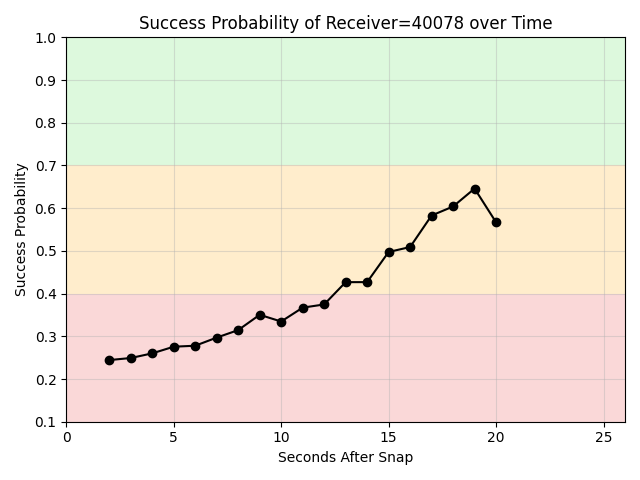 Success Probability of Receiver=40078 over Time
1.0
0.9
0.8
0.7
0.6
0.5
0.4
0.3
0.2
0.1
Success Probability
0 5 10 15 20 25
Seconds After Snap